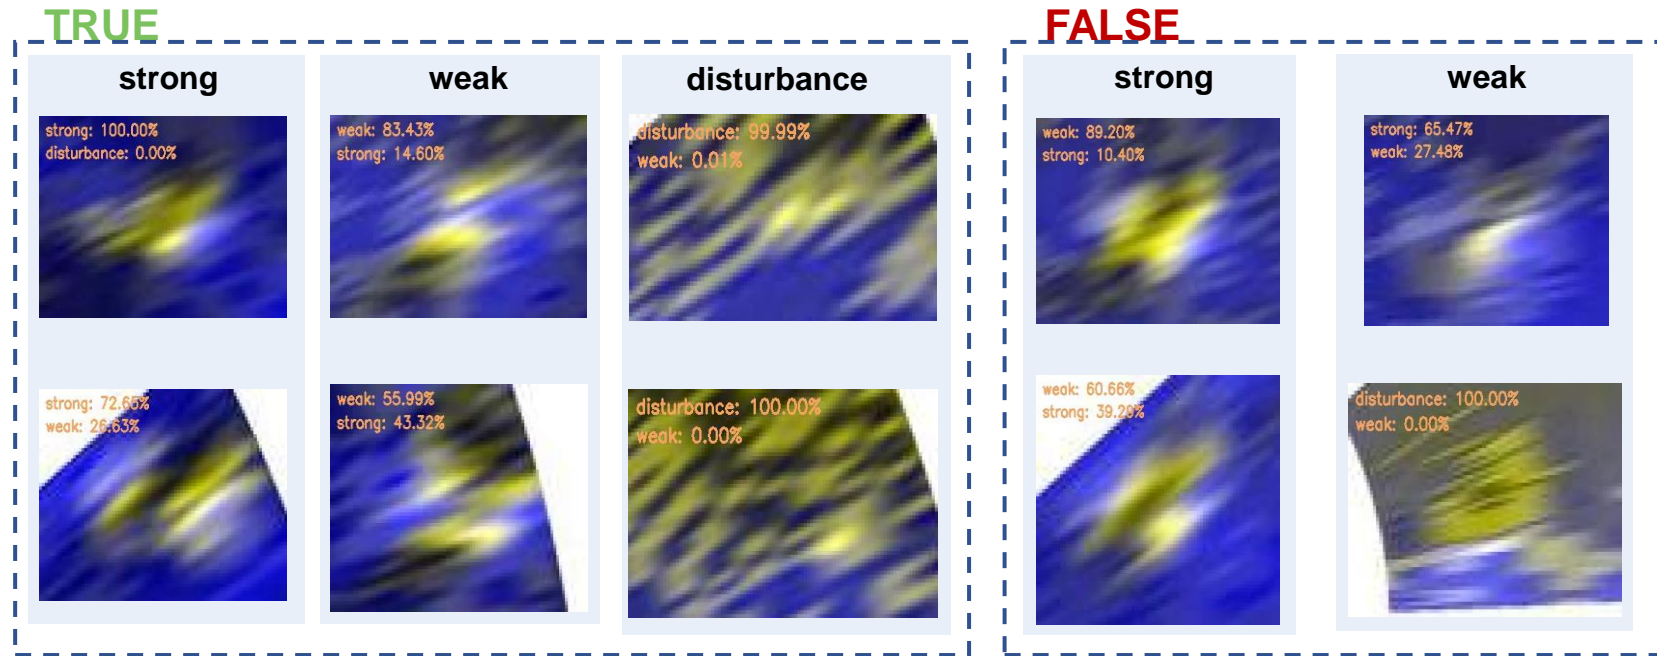 TRUE
strong
weak
disturbance
strong: 100.00%
disturbance: 0.00%
weak: 83.43%
strong: 14.60%
disturbance: 99.99%
weak: 0.01%
strong: 72.65%
weak: 26.63%
weak: 55.99%
strong: 43.32%
disturbance: 100.00%
weak: 0.00%
FALSE
strong
weak
weak: 89.20%
strong: 10.40%
strong: 65.47%
weak: 27.48%
weak: 60.66%
strong: 39.29%
disturbance: 100.00%
weak: 0.00%